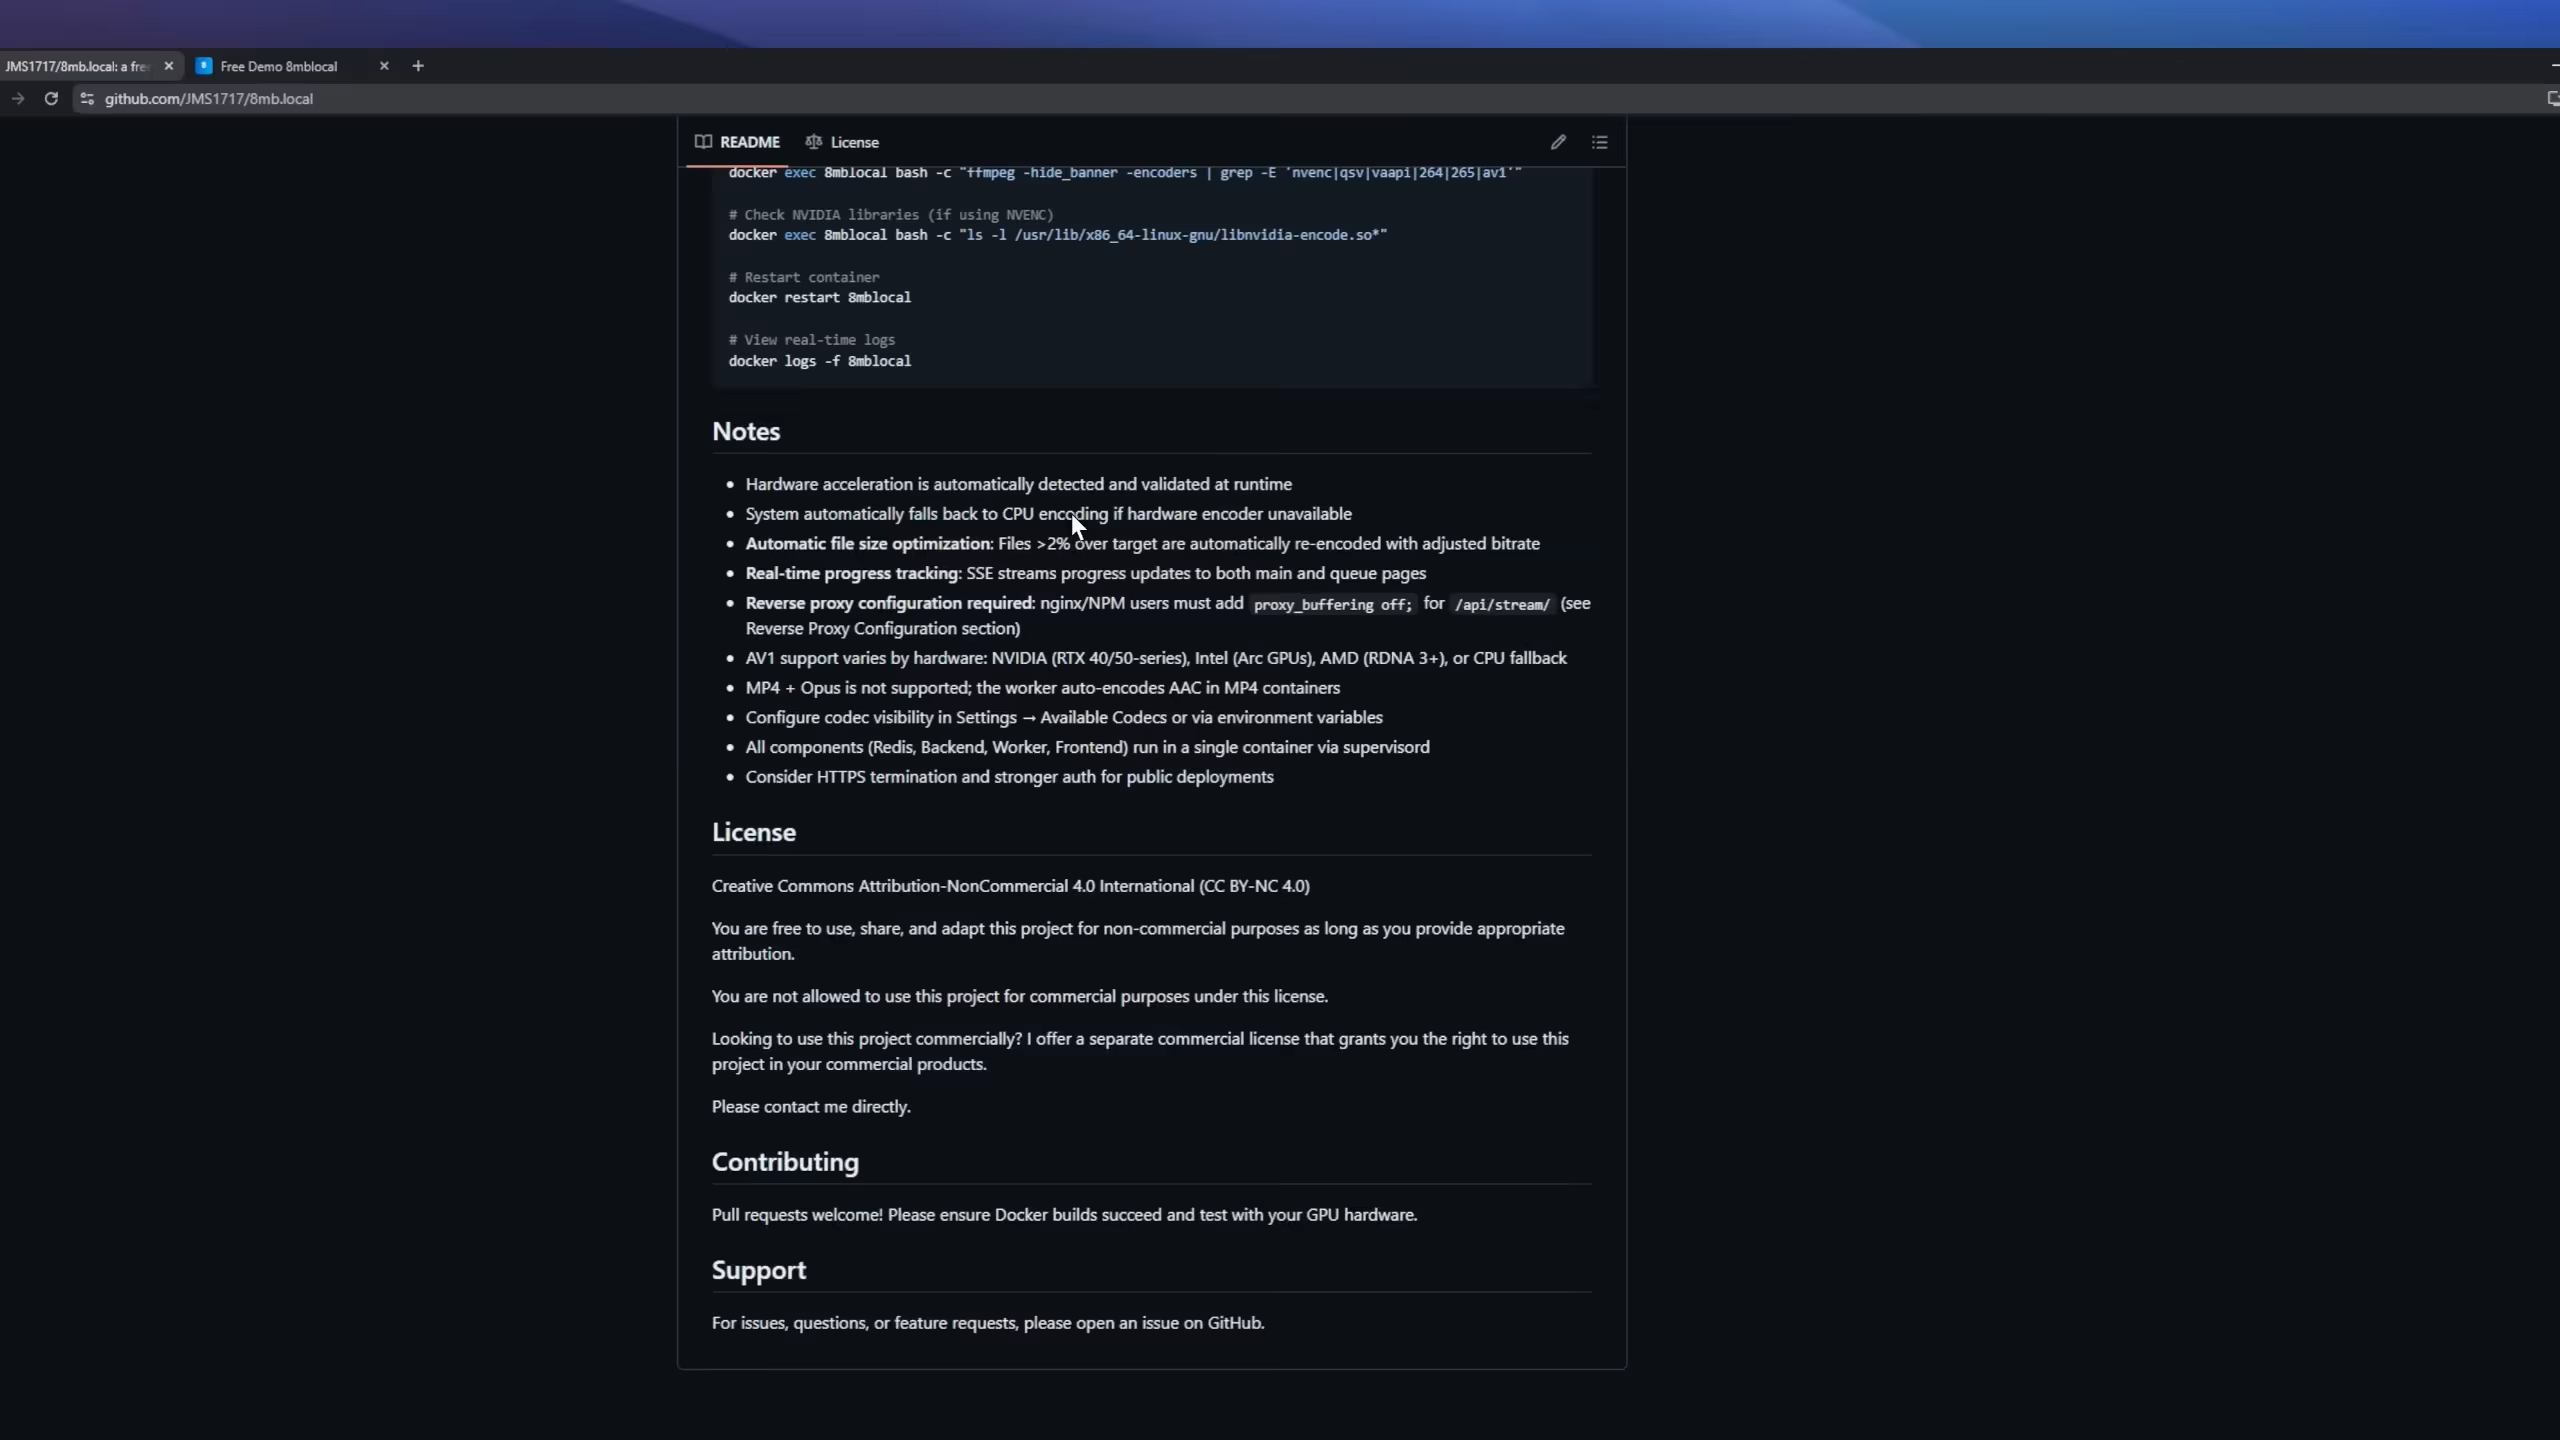 JMS1717/8mb.local: a fre
Free Demo 8mblocal
github.com/JMS1717/8mb.local
README
License
docker exec 8mblocal bash -c "ffmpeg -hide_banner -encoders | grep -E 'nvenc|qsv|vaapi|264|265|av1'"
# Check NVIDIA libraries (if using NVENC)
docker exec 8mblocal bash -c "ls -l /usr/lib/x86_64-linux-gnu/libnvidia-encode.so*"
# Restart container
docker restart 8mblocal
# View real-time logs
docker logs -f 8mblocal
Notes
• Hardware acceleration is automatically detected and validated at runtime
• System automatically falls back to CPU encoding if hardware encoder unavailable
• Automatic file size optimization: Files >2% over target are automatically re-encoded with adjusted bitrate
• Real-time progress tracking: SSE streams progress updates to both main and queue pages
• Reverse proxy configuration required: nginx/NPM users must add proxy_buffering off; for /api/stream/ (see
Reverse Proxy Configuration section)
• AV1 support varies by hardware: NVIDIA (RTX 40/50-series), Intel (Arc GPUs), AMD (RDNA 3+), or CPU fallback
• MP4 + Opus is not supported; the worker auto-encodes AAC in MP4 containers
• Configure codec visibility in Settings → Available Codecs or via environment variables
• All components (Redis, Backend, Worker, Frontend) run in a single container via supervisord
• Consider HTTPS termination and stronger auth for public deployments
License
Creative Commons Attribution-NonCommercial 4.0 International (CC BY-NC 4.0)
You are free to use, share, and adapt this project for non-commercial purposes as long as you provide appropriate
attribution.
You are not allowed to use this project for commercial purposes under this license.
Looking to use this project commercially? I offer a separate commercial license that grants you the right to use this
project in your commercial products.
Please contact me directly.
Contributing
Pull requests welcome! Please ensure Docker builds succeed and test with your GPU hardware.
Support
For issues, questions, or feature requests, please open an issue on GitHub.